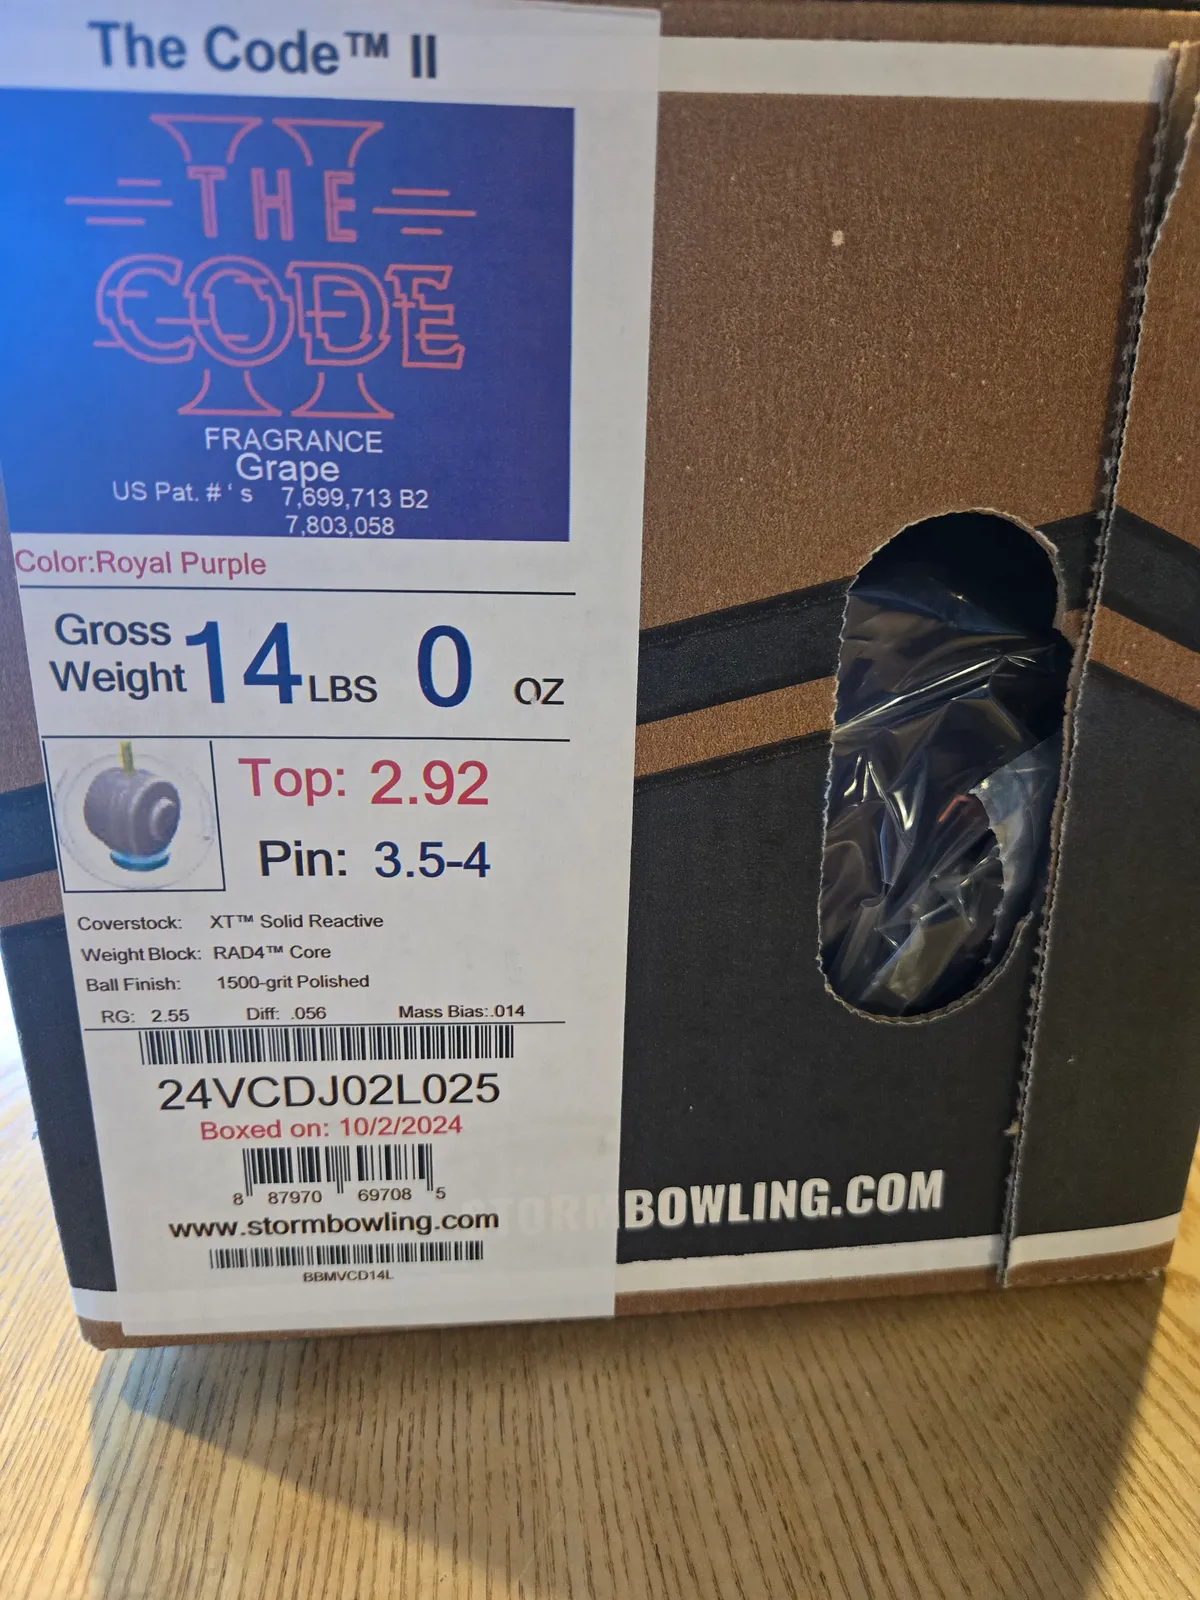 The Code™ II
II
THE
CODE
FRAGRANCE
Grape
US Pat. #'s 7,699,713 B2
7,803,058
Color:Royal Purple
Gross
Weight 14 LBS 0 OZ
Top: 2.92
Pin: 3.5-4
Coverstock: XT™ Solid Reactive
Weight Block: RAD4™ Core
Ball Finish: 1500-grit Polished
RG: 2.55 Diff: .056 Mass Bias:.014
24VCDJ02L025
Boxed on: 10/2/2024
8 87970 69708 5
www.stormbowling.com
BBMVCD14L
STORMBOWLING.COM